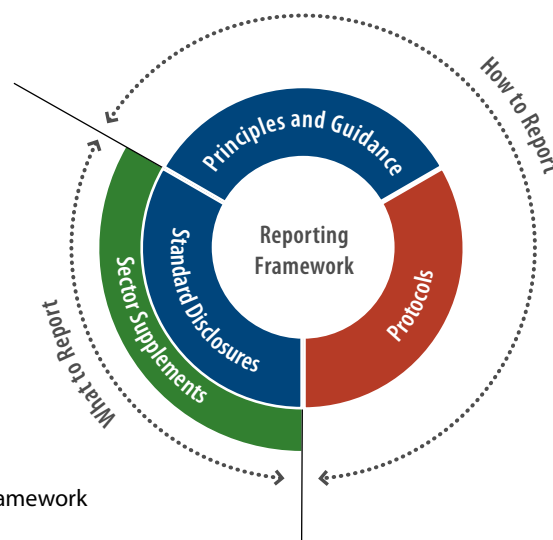 How to Report
Principles and Guidance
Reporting
Framework
Standard Disclosures
Sector Supplements
Protocols
What to Report
amework